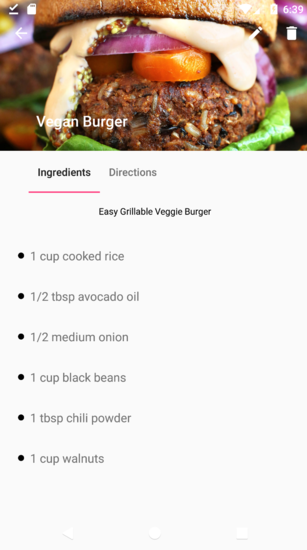 6:39
Vegan Burger
Ingredients Directions
Easy Grillable Veggie Burger
1 cup cooked rice
1/2 tbsp avocado oil
1/2 medium onion
1 cup black beans
1 tbsp chili powder
1 cup walnuts